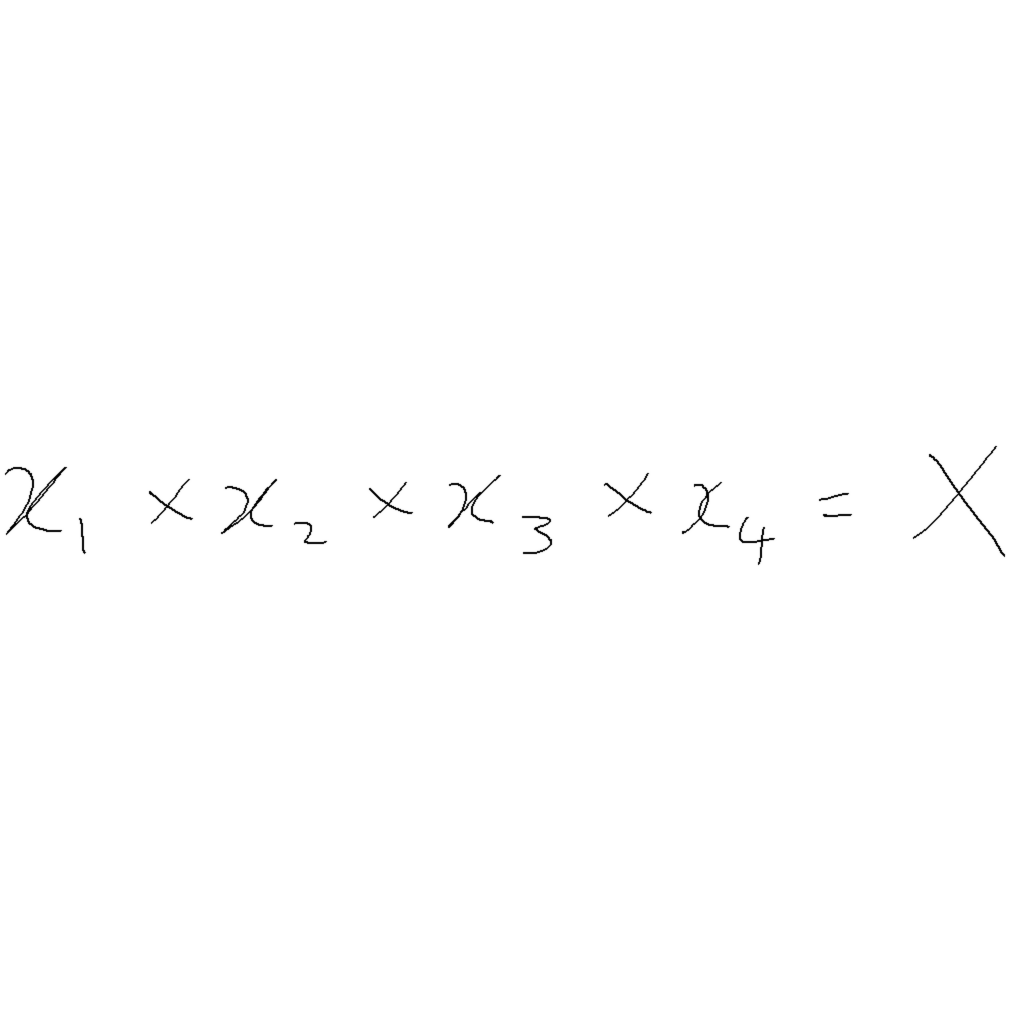 x₁ × x₂ × x₃ × x₄ = X